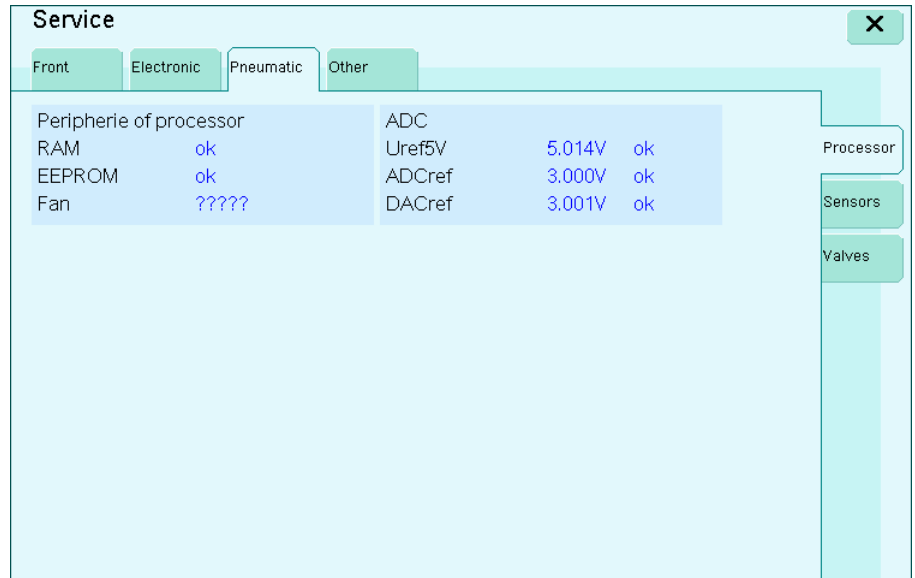 Service
Front Electronic Pneumatic Other
Peripherie of processor
RAM ok
EEPROM ok
Fan ?????
ADC
Uref5V 5.014V ok
ADCref 3.000V ok
DACref 3.001V ok
Processor
Sensors
Valves